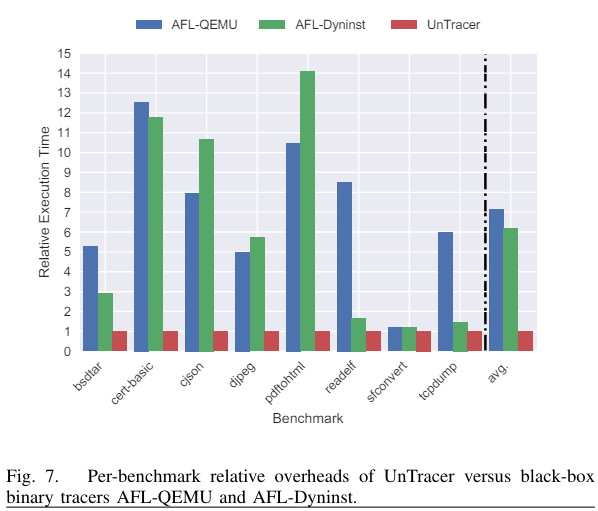 AFL-QEMU AFL-Dyninst UnTracer
15
14
13
12
11
10
9
8
7
6
5
4
3
2
1
0
Relative Execution Time
bsdtar cert-basic cjson djpeg pdftohtml readelf sfconvert tcpdump avg.
Benchmark
Fig. 7. Per-benchmark relative overheads of UnTracer versus black-box
binary tracers AFL-QEMU and AFL-Dyninst.